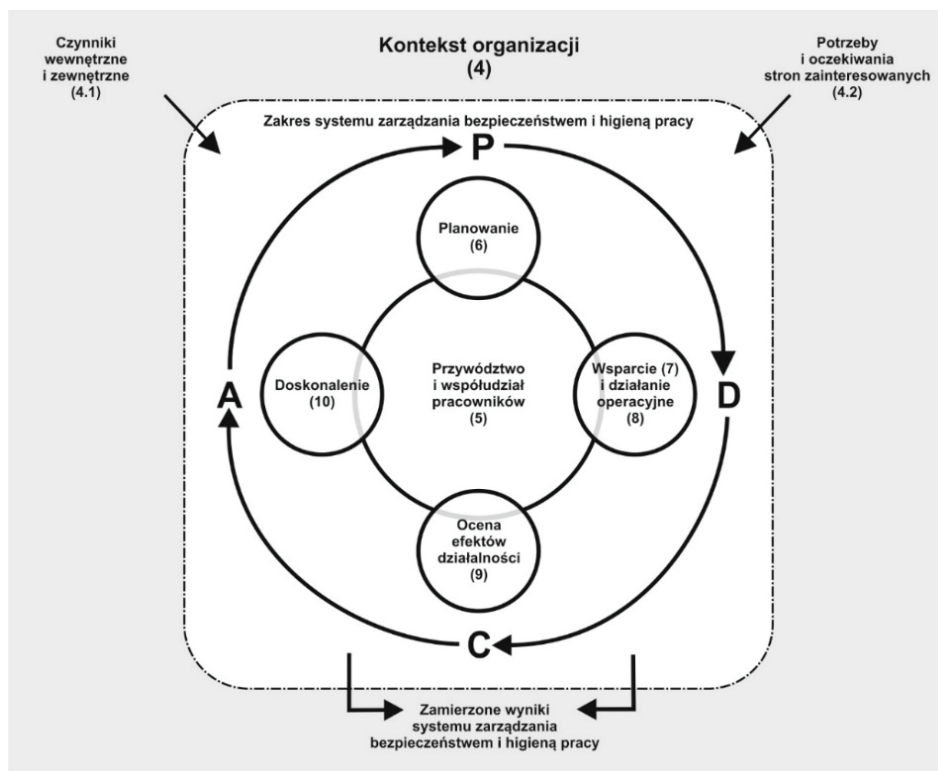 Czynniki
wewnętrzne
i zewnętrzne
(4.1)
Kontekst organizacji
(4)
Potrzeby
i oczekiwania
stron zainteresowanych
(4.2)
Zakres systemu zarządzania bezpieczeństwem i higieną pracy
P
Planowanie
(6)
A
Doskonalenie
(10)
Przywództwo
i współudział
pracowników
(5)
Wsparcie (7)
i działanie
operacyjne
(8)
D
Ocena
efektów
działalności
(9)
C
Zamierzone wyniki
systemu zarządzania
bezpieczeństwem i higieną pracy